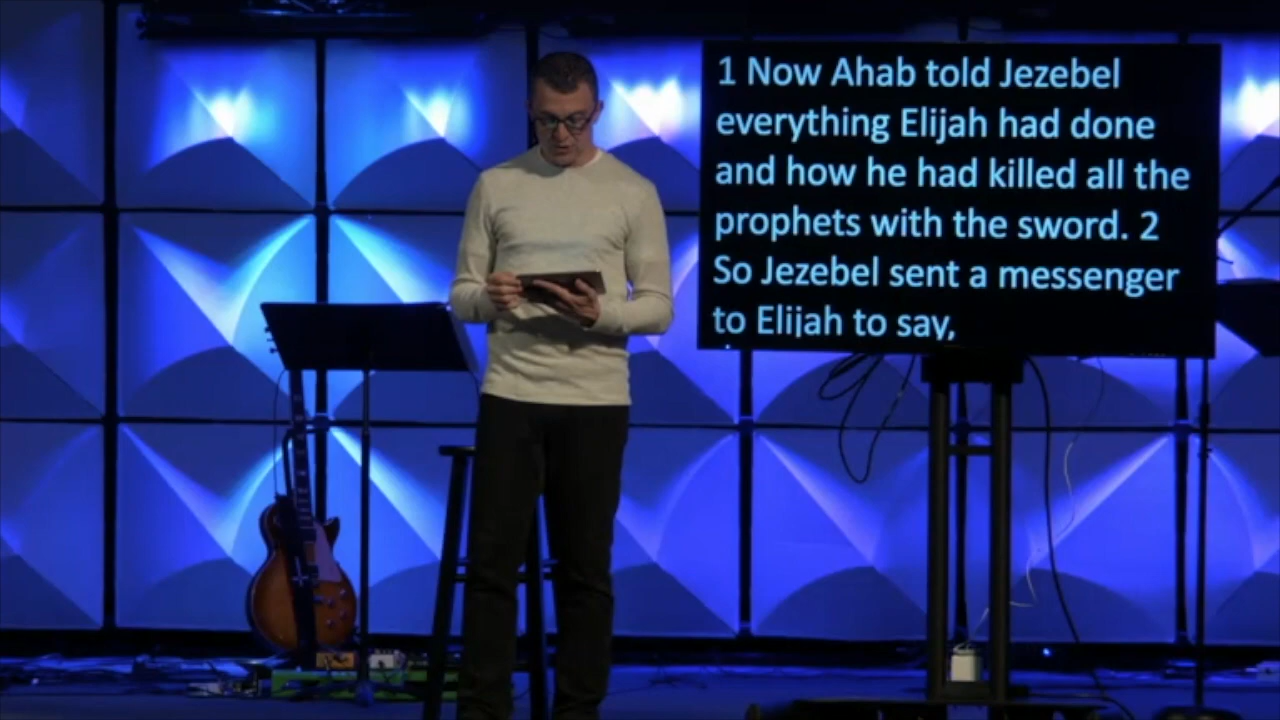 1 Now Ahab told Jezebel
everything Elijah had done
and how he had killed all the
prophets with the sword. 2
So Jezebel sent a messenger
to Elijah to say,